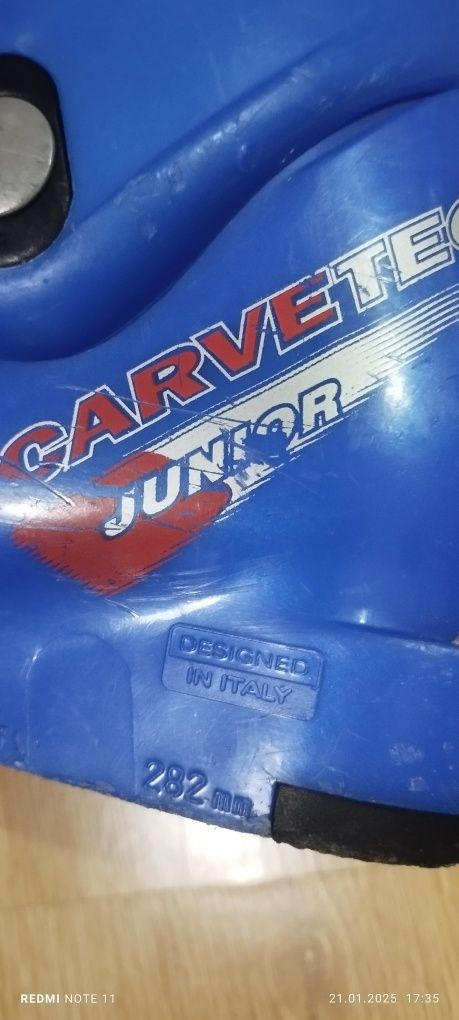 CARVETEC
JUNIOR
DESIGNED
IN ITALY
282 mm
REDMI NOTE 11
21.01.2025 17:35